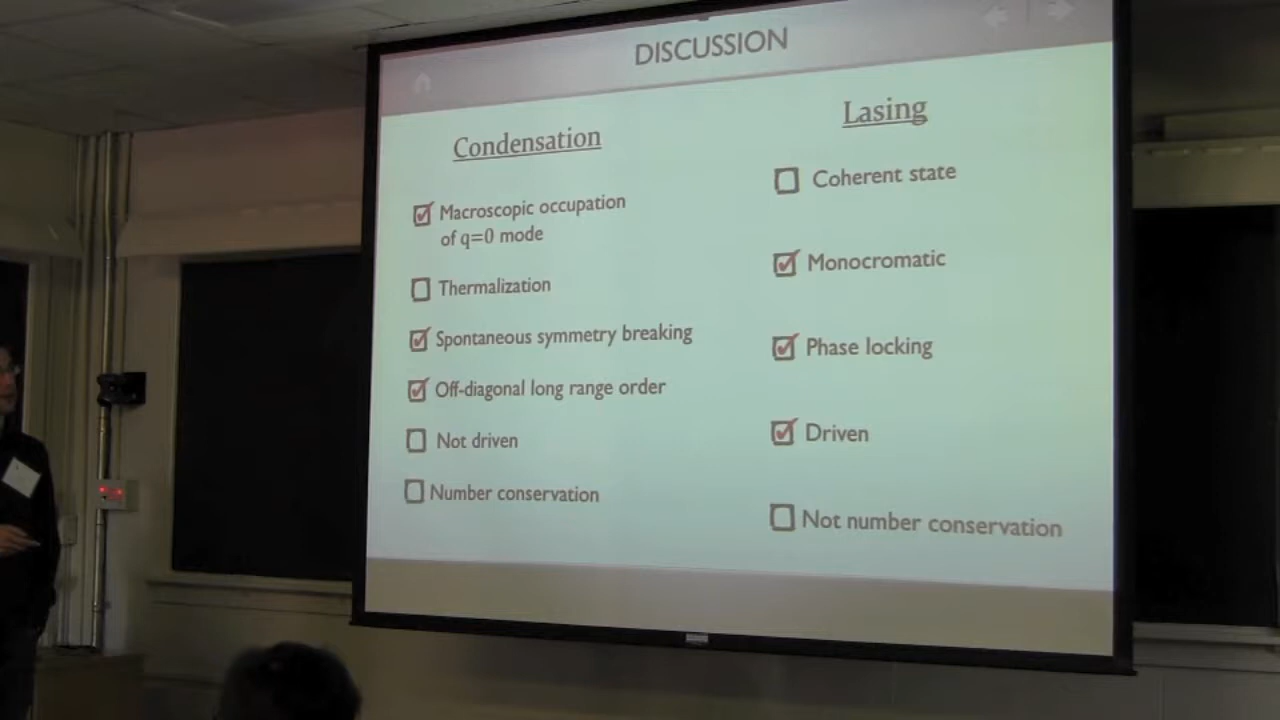 DISCUSSION
Condensation
Macroscopic occupation
of q=0 mode
Thermalization
Spontaneous symmetry breaking
Off-diagonal long range order
Not driven
Number conservation
Lasing
Coherent state
Monocromatic
Phase locking
Driven
Not number conservation